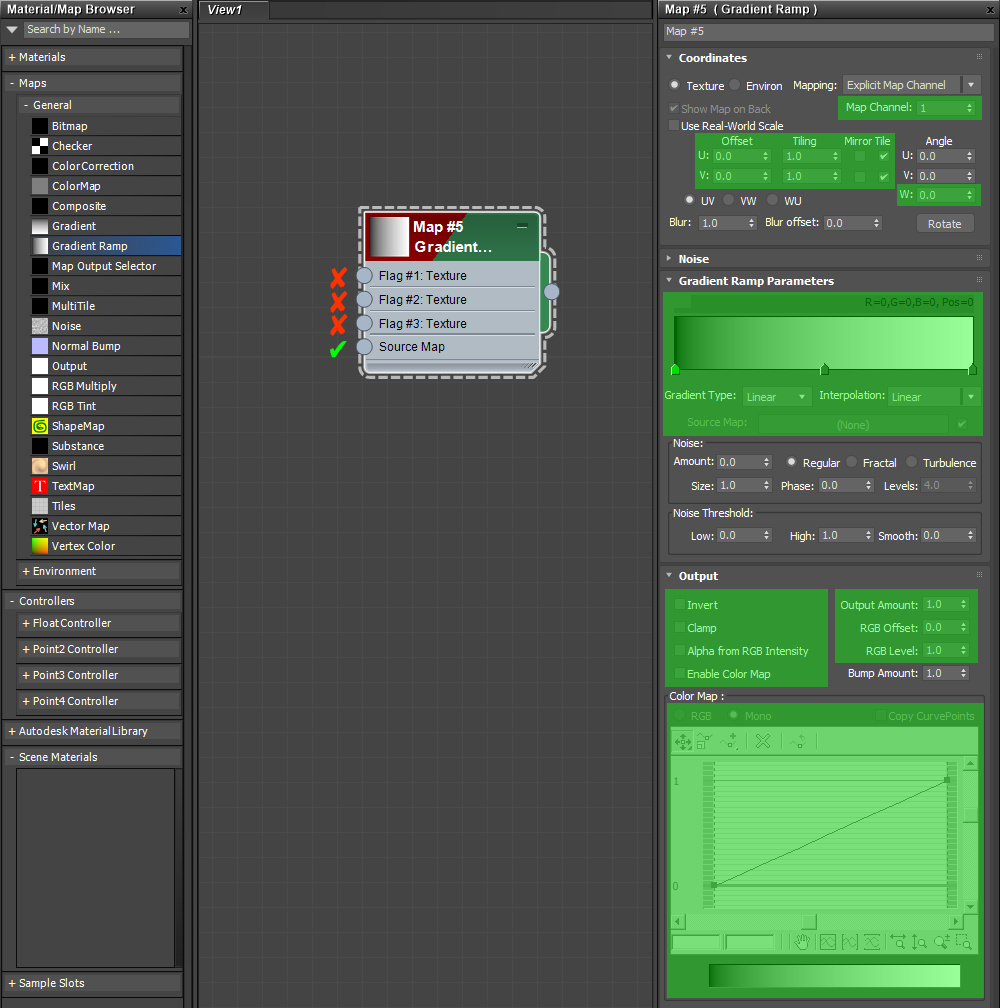 Material/Map Browser x
Search by Name ...
+ Materials
- Maps
- General
Bitmap
Checker
ColorCorrection
ColorMap
Composite
Gradient
Gradient Ramp
Map Output Selector
Mix
MultiTile
Noise
Normal Bump
Output
RGB Multiply
RGB Tint
ShapeMap
Substance
Swirl
T TextMap
Tiles
Vector Map
Vertex Color
+ Environment
- Controllers
+ FloatController
+ Point2 Controller
+ Point3 Controller
+ Point4 Controller
+ Autodesk Material Library
- Scene Materials
+ Sample Slots
View1
Map #5
Gradient...
Flag #1: Texture
Flag #2: Texture
Flag #3: Texture
Source Map
Map #5 ( Gradient Ramp ) x
Map #5
Coordinates
Texture Environ Mapping: Explicit Map Channel
Show Map on Back Map Channel: 1
Use Real-World Scale
Offset Tiling Mirror Tile Angle
U: 0.0 1.0 U: 0.0
V: 0.0 1.0 V: 0.0
W: 0.0
UV VW WU
Blur: 1.0 Blur offset: 0.0 Rotate
Noise
Gradient Ramp Parameters
R=0,G=0,B=0, Pos=0
Gradient Type: Linear Interpolation: Linear
Source Map: (None)
Noise:
Amount: 0.0 Regular Fractal Turbulence
Size: 1.0 Phase: 0.0 Levels: 4.0
Noise Threshold:
Low: 0.0 High: 1.0 Smooth: 0.0
Output
Invert Output Amount: 1.0
Clamp RGB Offset: 0.0
Alpha from RGB Intensity RGB Level: 1.0
Enable Color Map Bump Amount: 1.0
Color Map :
RGB Mono Copy CurvePoints
1
0